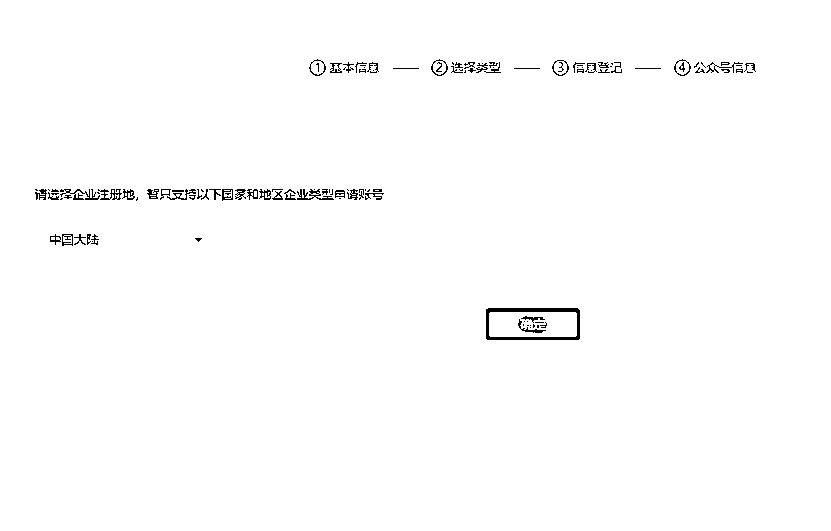 ① 基本信息 —— ② 选择类型 —— ③ 信息登记 —— ④ 公众号信息
请选择企业注册地，暂只支持以下国家和地区企业类型申请账号
中国大陆
确定